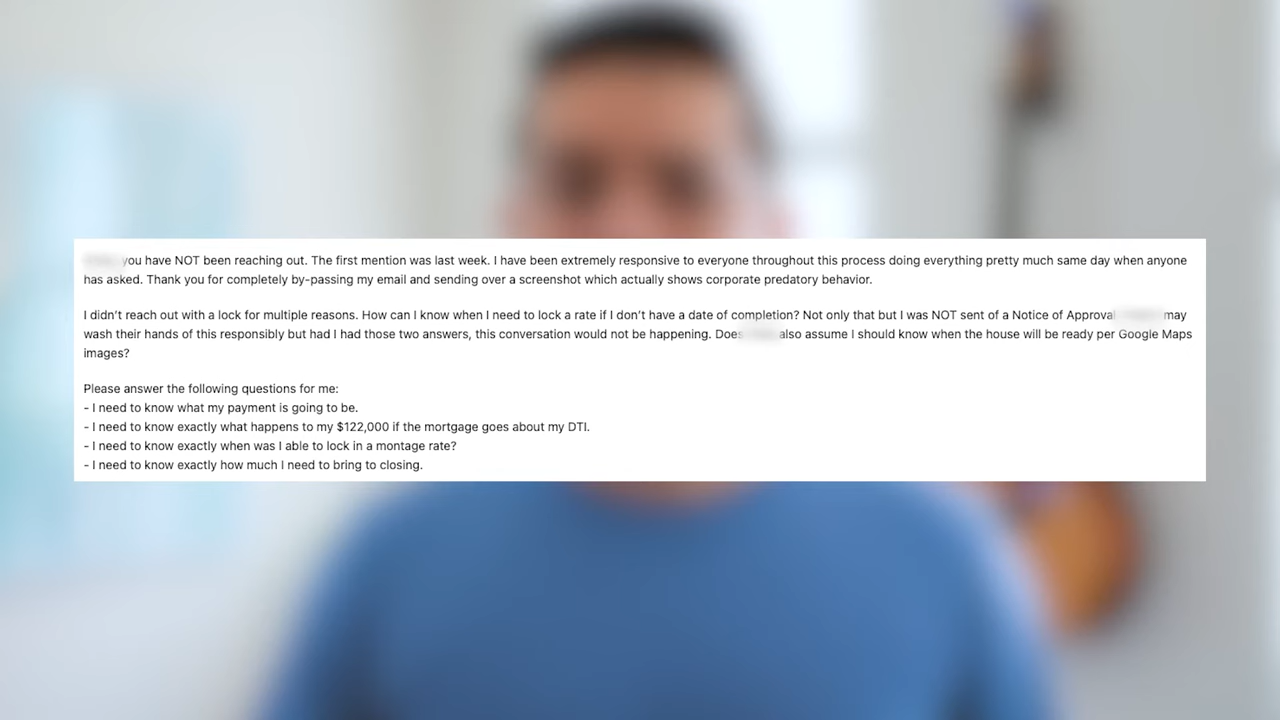 you have NOT been reaching out. The first mention was last week. I have been extremely responsive to everyone throughout this process doing everything pretty much same day when anyone
has asked. Thank you for completely by-passing my email and sending over a screenshot which actually shows corporate predatory behavior.
I didn’t reach out with a lock for multiple reasons. How can I know when I need to lock a rate if I don’t have a date of completion? Not only that but I was NOT sent of a Notice of Approval may
wash their hands of this responsibly but had I had those two answers, this conversation would not be happening. Does also assume I should know when the house will be ready per Google Maps
images?
Please answer the following questions for me:
- I need to know what my payment is going to be.
- I need to know exactly what happens to my $122,000 if the mortgage goes about my DTI.
- I need to know exactly when was I able to lock in a montage rate?
- I need to know exactly how much I need to bring to closing.